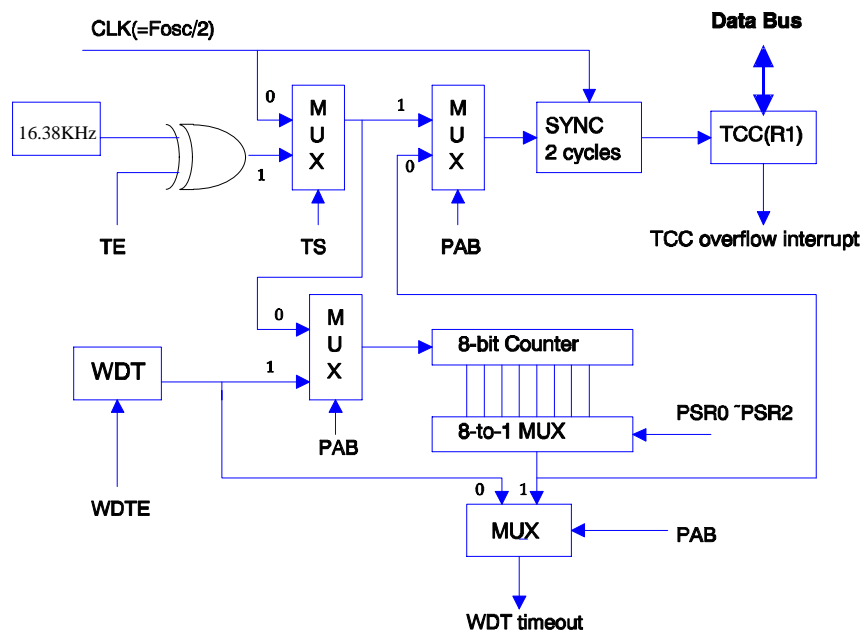 CLK(=Fosc/2)
Data Bus
16.38KHz
0
1
M
U
X
1
0
M
U
X
SYNC
2 cycles
TCC(R1)
TE
TS
PAB
TCC overflow interrupt
0
1
M
U
X
WDT
8-bit Counter
8-to-1 MUX
PSR0 ~PSR2
PAB
WDTE
0
1
MUX
PAB
WDT timeout